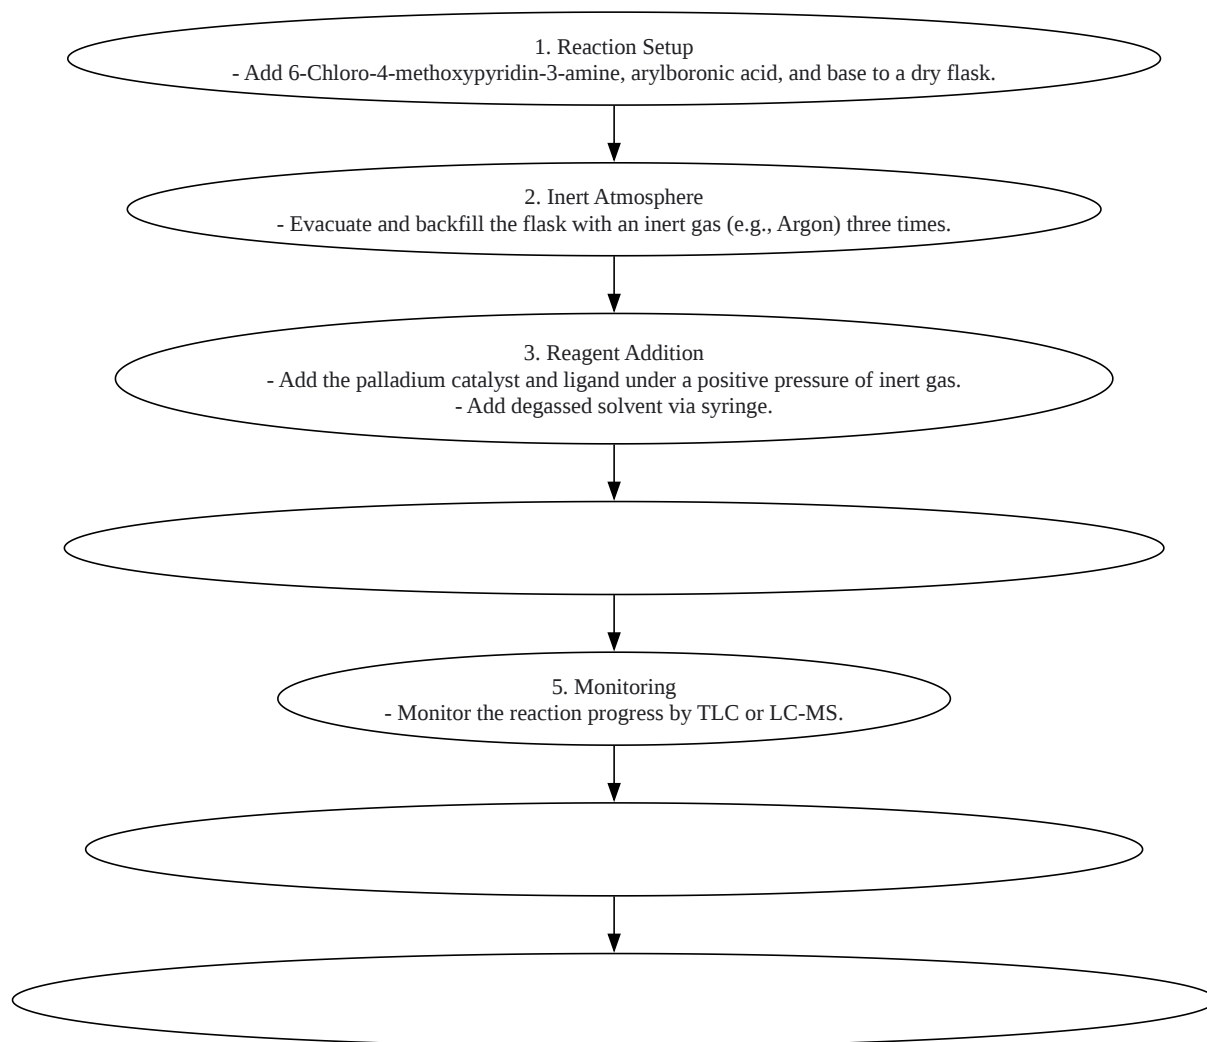 1. Reaction Setup
- Add 6-Chloro-4-methoxypyridin-3-amine, arylboronic acid, and base to a dry flask.
2. Inert Atmosphere
- Evacuate and backfill the flask with an inert gas (e.g., Argon) three times.
3. Reagent Addition
- Add the palladium catalyst and ligand under a positive pressure of inert gas.
- Add degassed solvent via syringe.
5. Monitoring
- Monitor the reaction progress by TLC or LC-MS.